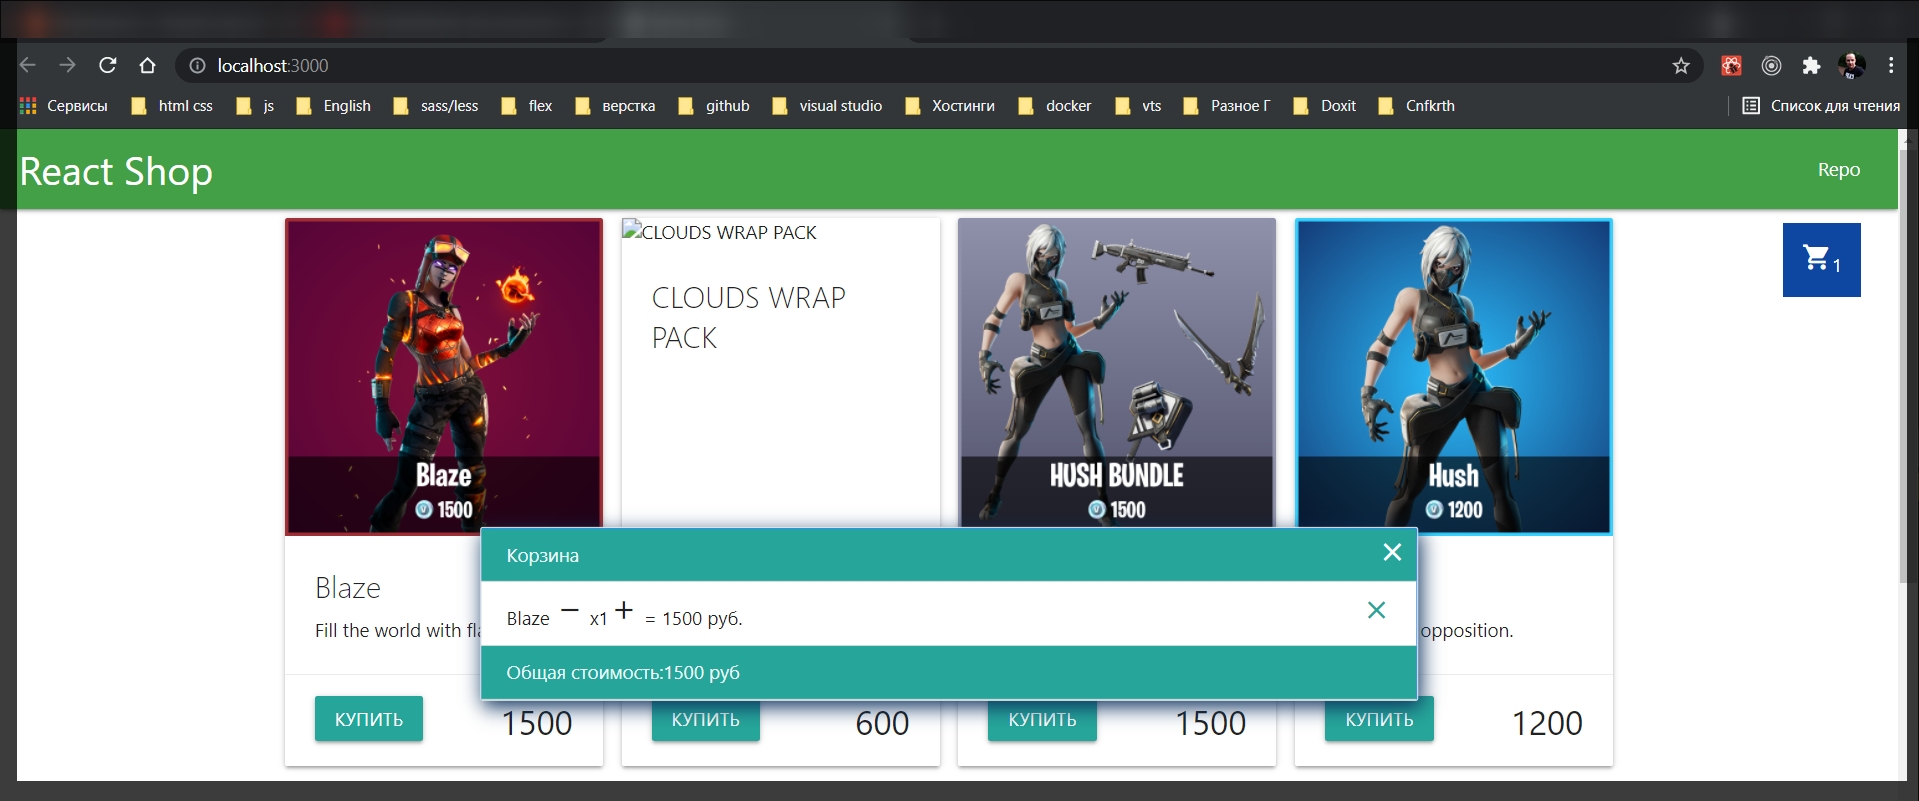 localhost:3000
Сервисы html css js English sass/less flex верстка github visual studio Хостинги docker vts Разное Г Doxit Cnfkrth Список для чтения
React Shop
Repo
1
CLOUDS WRAP PACK
CLOUDS WRAP
PACK
Blaze
1500
HUSH BUNDLE
1500
Hush
1200
Корзина
Blaze x1 = 1500 руб.
Общая стоимость:1500 руб
Blaze
Fill the world with fl
opposition.
КУПИТЬ 1500
КУПИТЬ 600
КУПИТЬ 1500
КУПИТЬ 1200